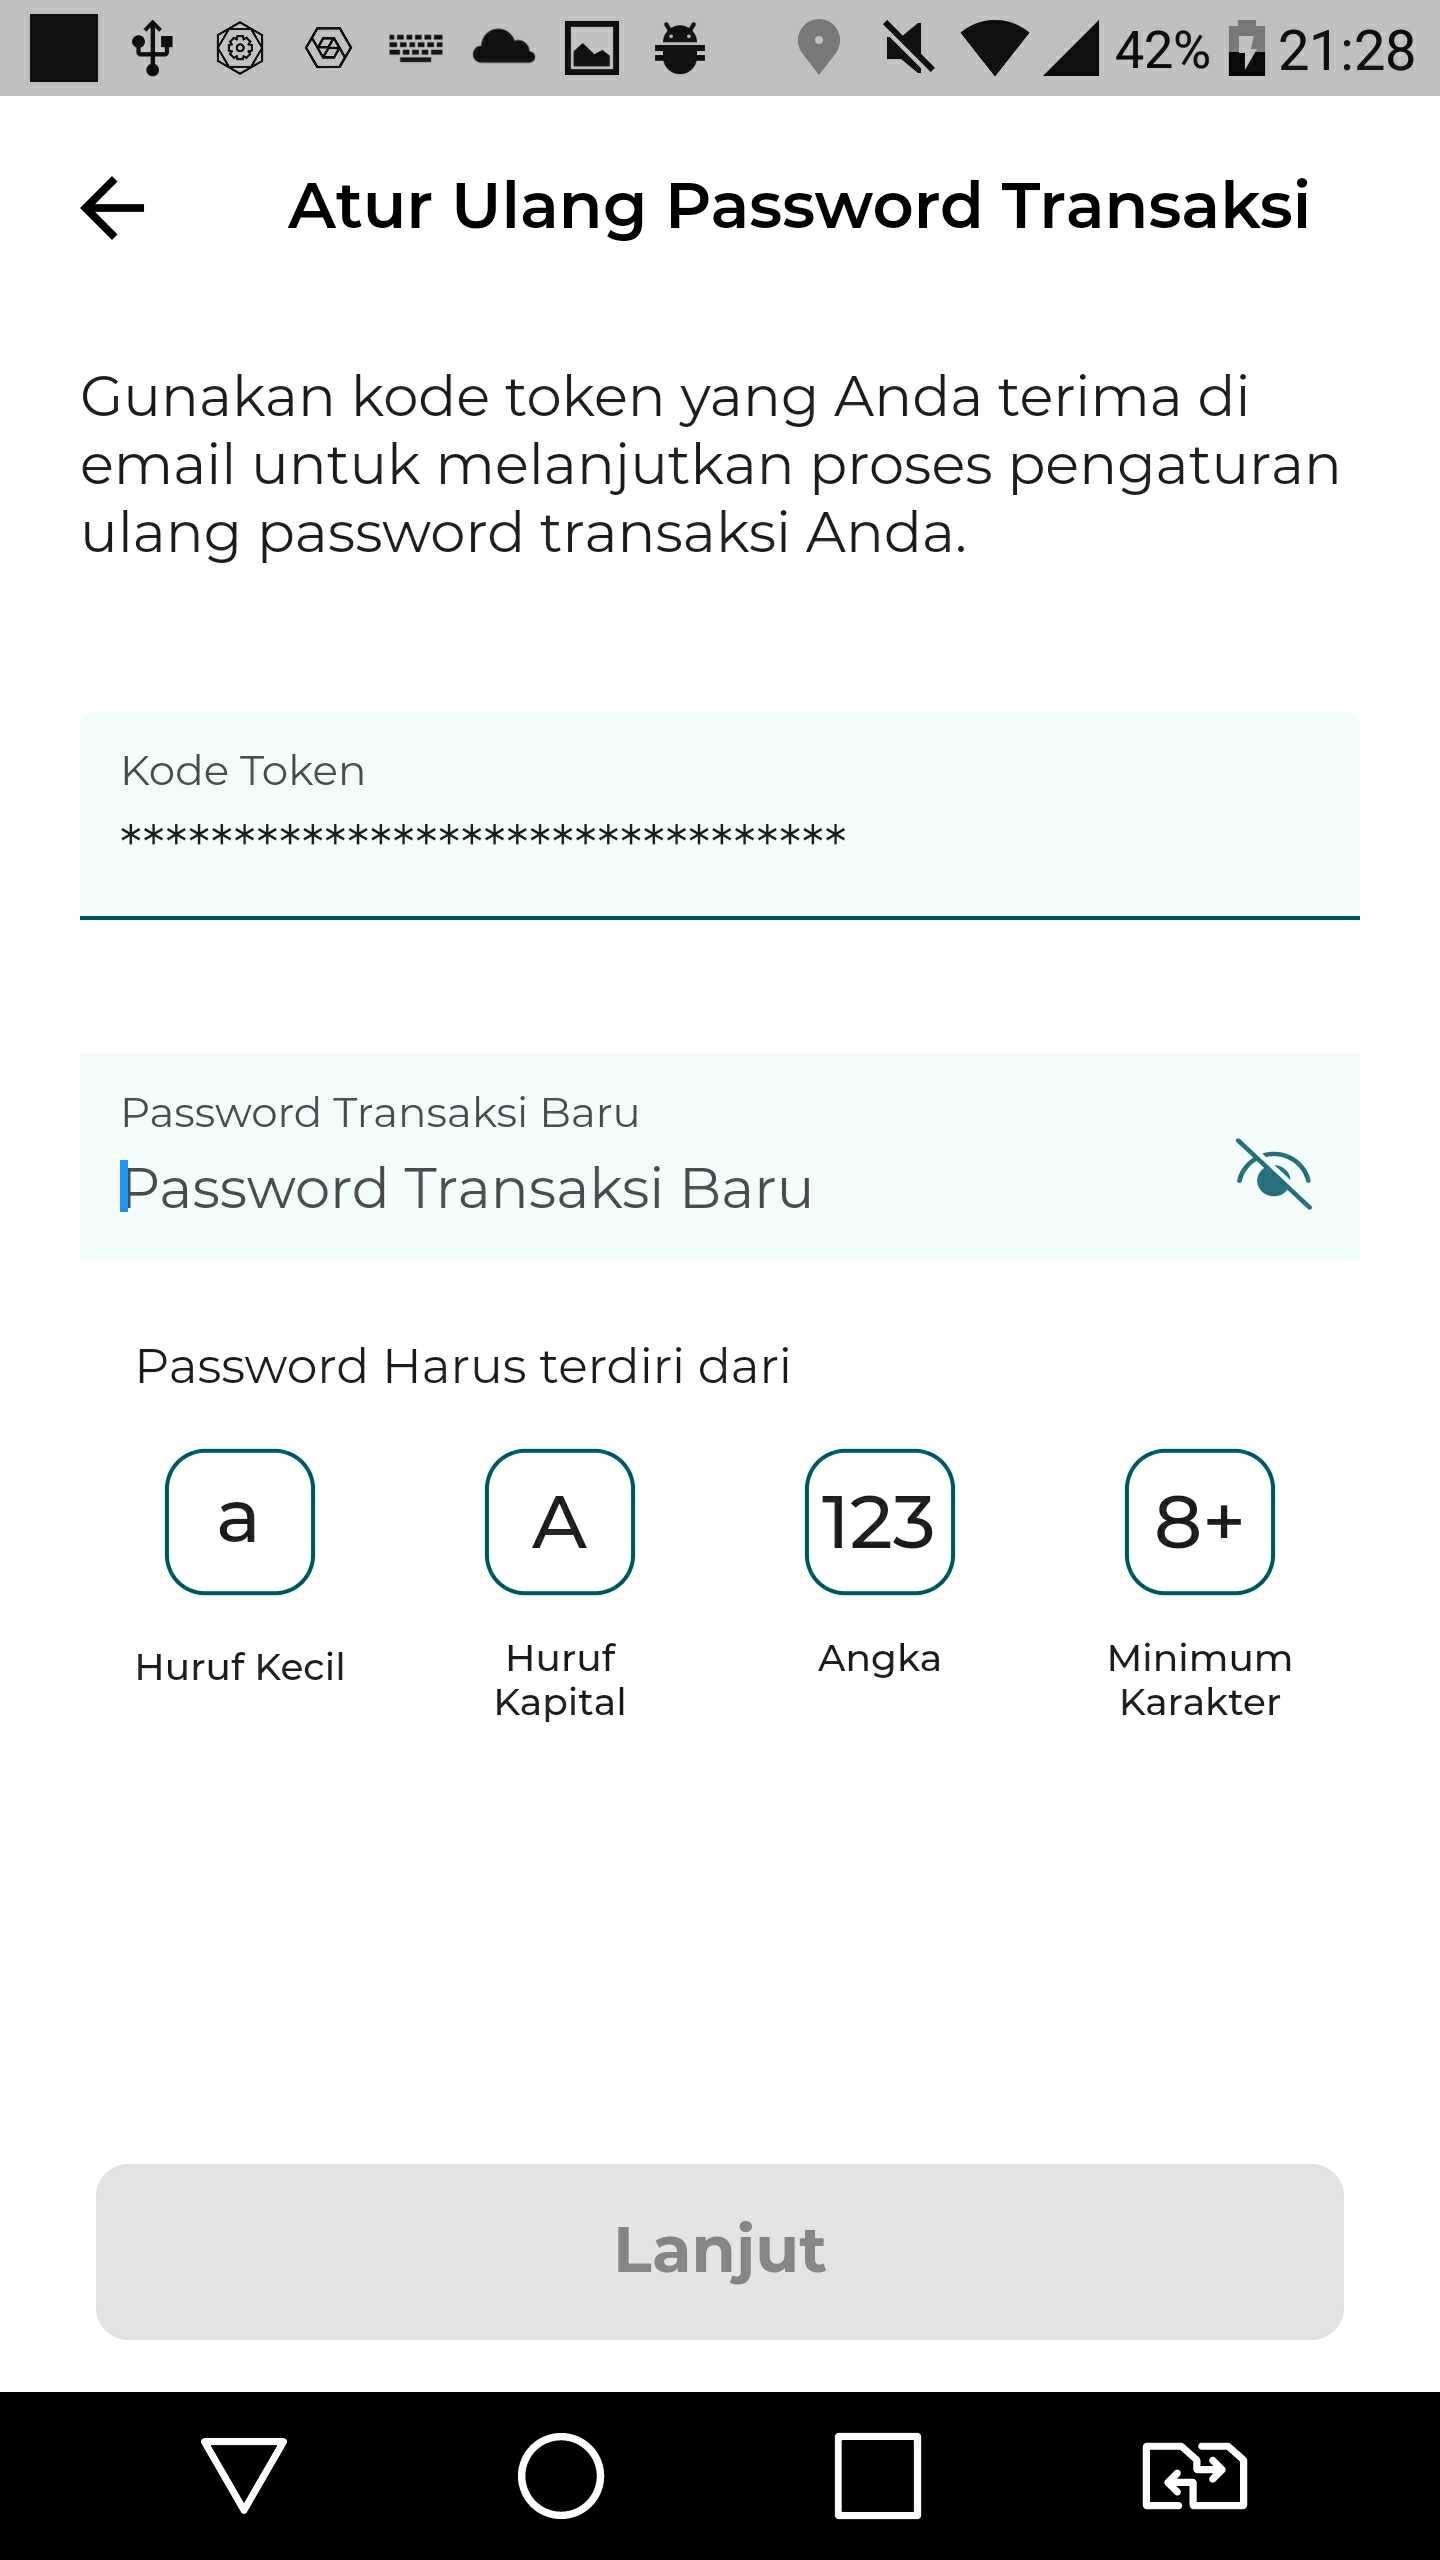 42% 21:28
Atur Ulang Password Transaksi
Gunakan kode token yang Anda terima di
email untuk melanjutkan proses pengaturan
ulang password transaksi Anda.
Kode Token
********************************
Password Transaksi Baru
Password Transaksi Baru
Password Harus terdiri dari
a A 123 8+
Huruf Kecil
Huruf
Kapital
Angka
Minimum
Karakter
Lanjut